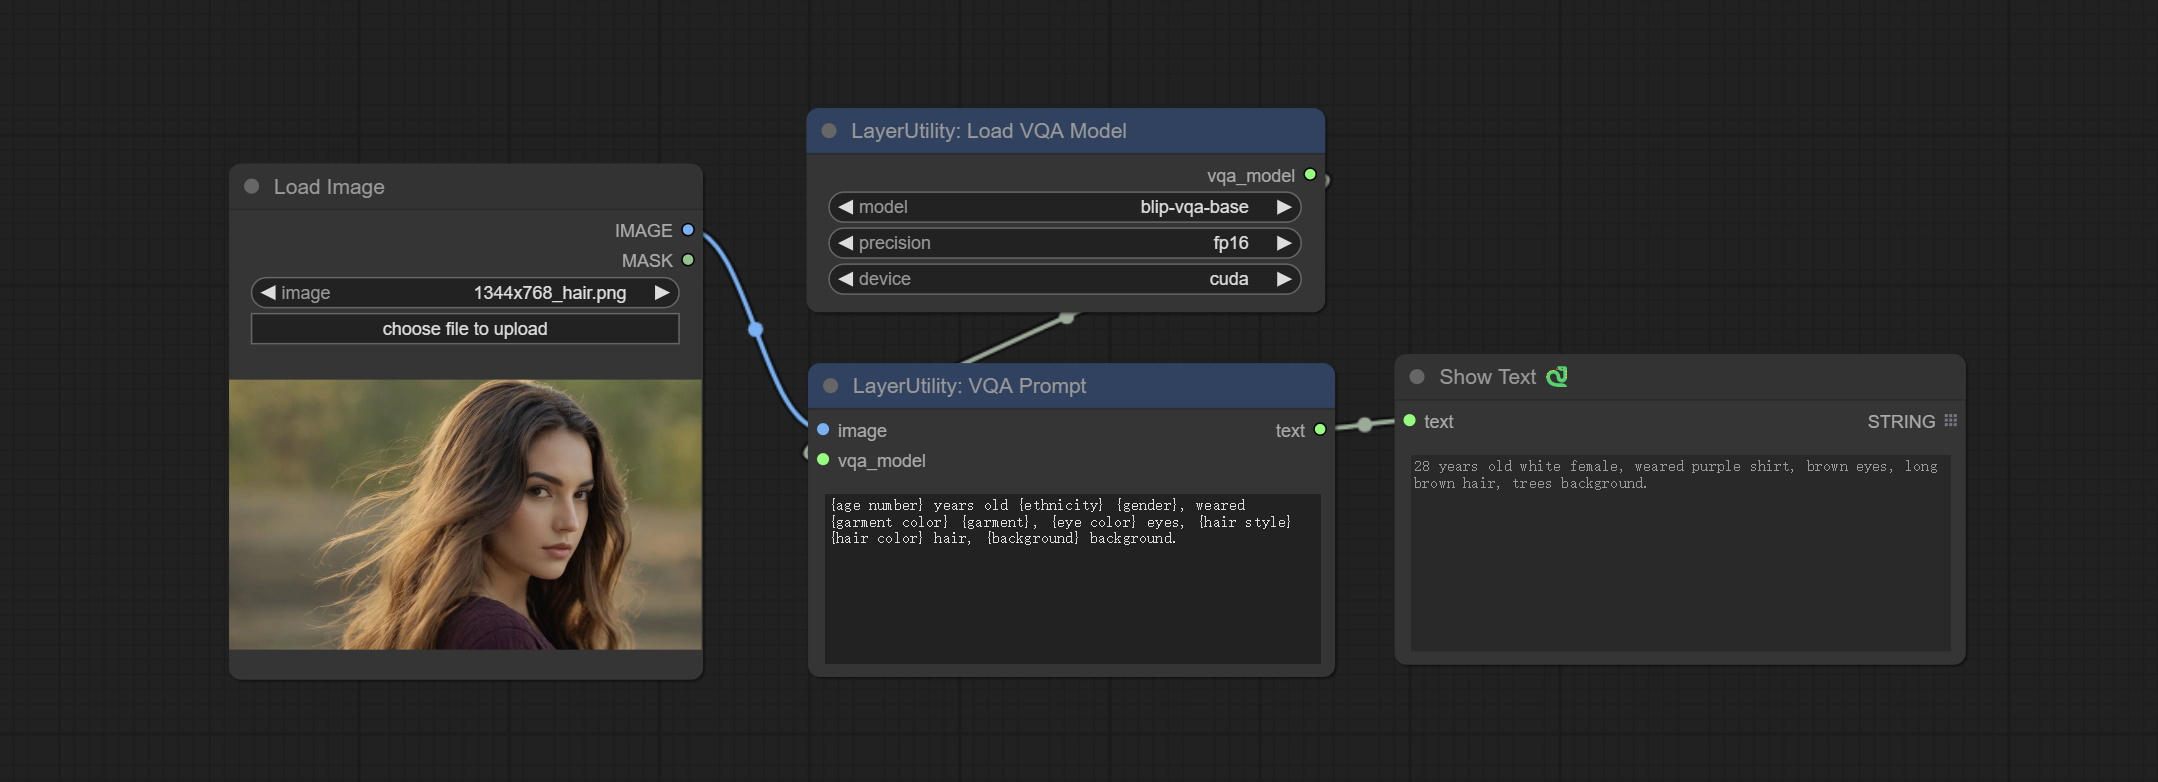 Load Image
IMAGE
MASK
image 1344x768_hair.png
choose file to upload
LayerUtility: Load VQA Model
vqa_model
model blip-vqa-base
precision fp16
device cuda
LayerUtility: VQA Prompt
image text
vqa_model
{age number} years old {ethnicity} {gender}, weared
{garment color} {garment}, {eye color} eyes, {hair style}
{hair color} hair, {background} background.
Show Text
text STRING
28 years old white female, weared purple shirt, brown eyes, long
brown hair, trees background.